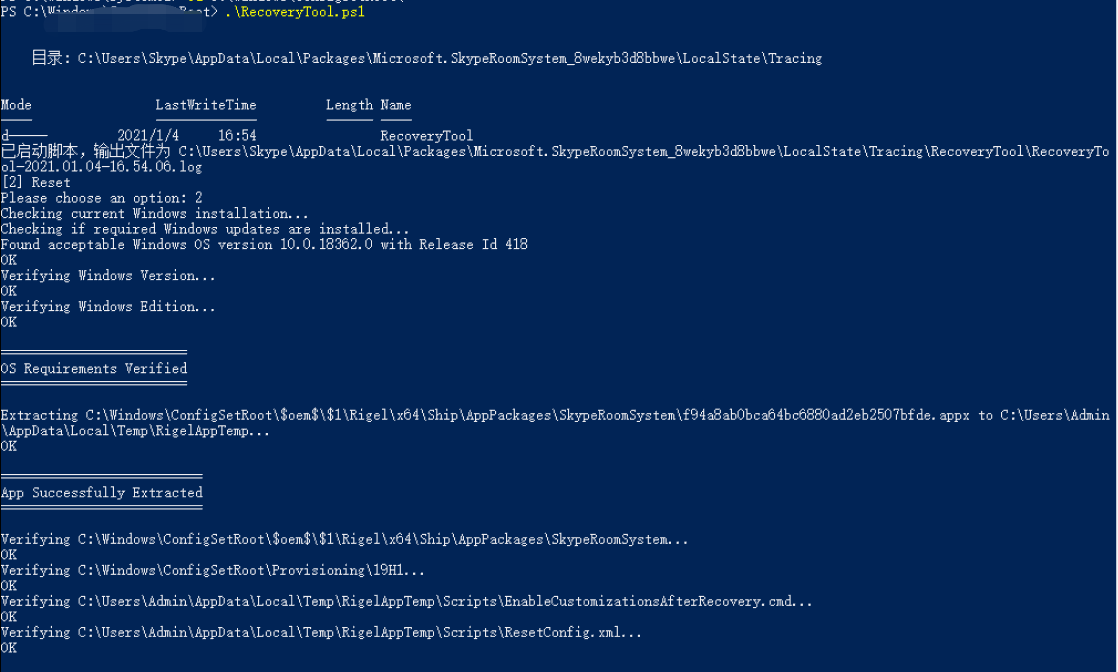 PS C:\Windows\ Root> .\RecoveryTool.ps1
目录: C:\Users\Skype\AppData\Local\Packages\Microsoft.SkypeRoomSystem_8wekyb3d8bbwe\LocalState\Tracing
Mode LastWriteTime Length Name
d----- 2021/1/4 16:54 RecoveryTool
已启动脚本，输出文件为 C:\Users\Skype\AppData\Local\Packages\Microsoft.SkypeRoomSystem_8wekyb3d8bbwe\LocalState\Tracing\RecoveryTool\RecoveryTo
ol-2021.01.04-16.54.06.log
[2] Reset
Please choose an option: 2
Checking current Windows installation...
Checking if required Windows updates are installed...
Found acceptable Windows OS version 10.0.18362.0 with Release Id 418
OK
Verifying Windows Version...
OK
Verifying Windows Edition...
OK
OS Requirements Verified
Extracting C:\Windows\ConfigSetRoot\$oem$\$1\Rigel\x64\Ship\AppPackages\SkypeRoomSystem\f94a8ab0bca64bc6880ad2eb2507bfde.appx to C:\Users\Admin
\AppData\Local\Temp\RigelAppTemp...
OK
App Successfully Extracted
Verifying C:\Windows\ConfigSetRoot\$oem$\$1\Rigel\x64\Ship\AppPackages\SkypeRoomSystem...
OK
Verifying C:\Windows\ConfigSetRoot\Provisioning\19H1...
OK
Verifying C:\Users\Admin\AppData\Local\Temp\RigelAppTemp\Scripts\EnableCustomizationsAfterRecovery.cmd...
OK
Verifying C:\Users\Admin\AppData\Local\Temp\RigelAppTemp\Scripts\ResetConfig.xml...
OK